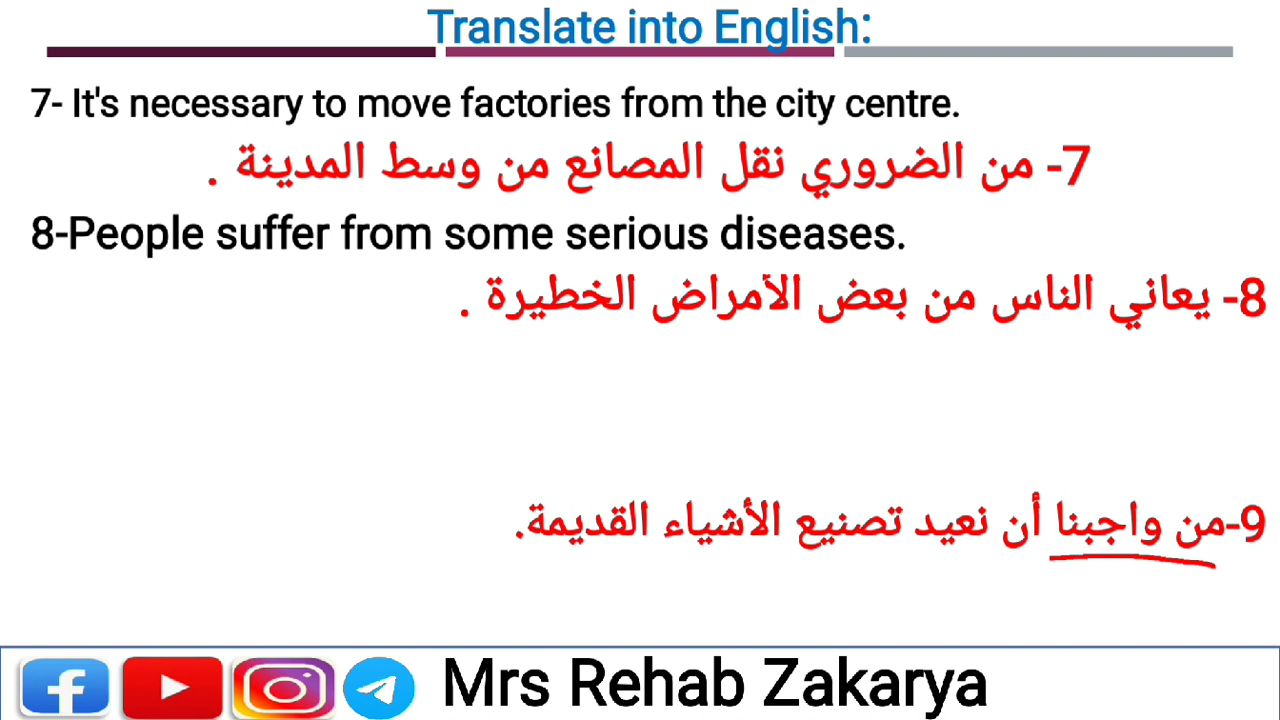 Translate into English:
7- It's necessary to move factories from the city centre.
7- من الضروري نقل المصانع من وسط المدينة .
8-People suffer from some serious diseases.
8- يعاني الناس من بعض الأمراض الخطيرة .
9-من واجبنا أن نعيد تصنيع الأشياء القديمة.
Mrs Rehab Zakarya